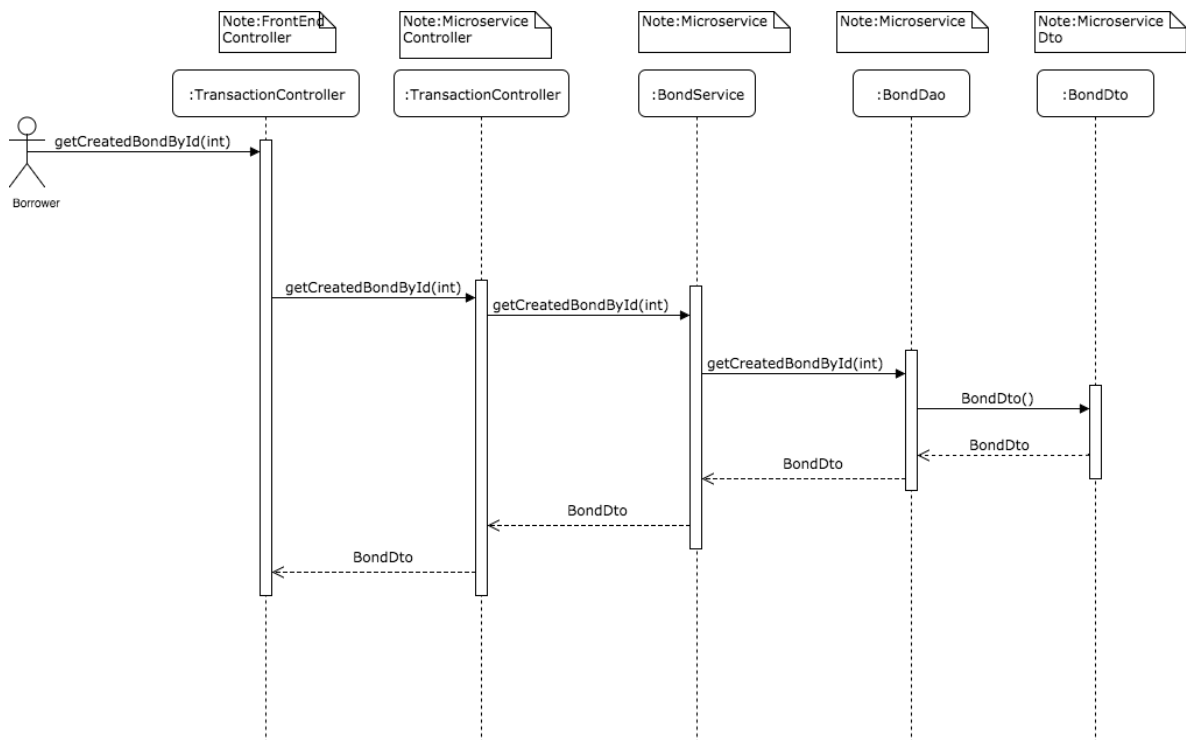 Note:FrontEnd
Controller
Note:Microservice
Controller
Note:Microservice
Note:Microservice
Note:Microservice
Dto
:TransactionController
:TransactionController
:BondService
:BondDao
:BondDto
getCreatedBondById(int)
Borrower
getCreatedBondById(int)
getCreatedBondById(int)
getCreatedBondById(int)
BondDto()
BondDto
BondDto
BondDto
BondDto